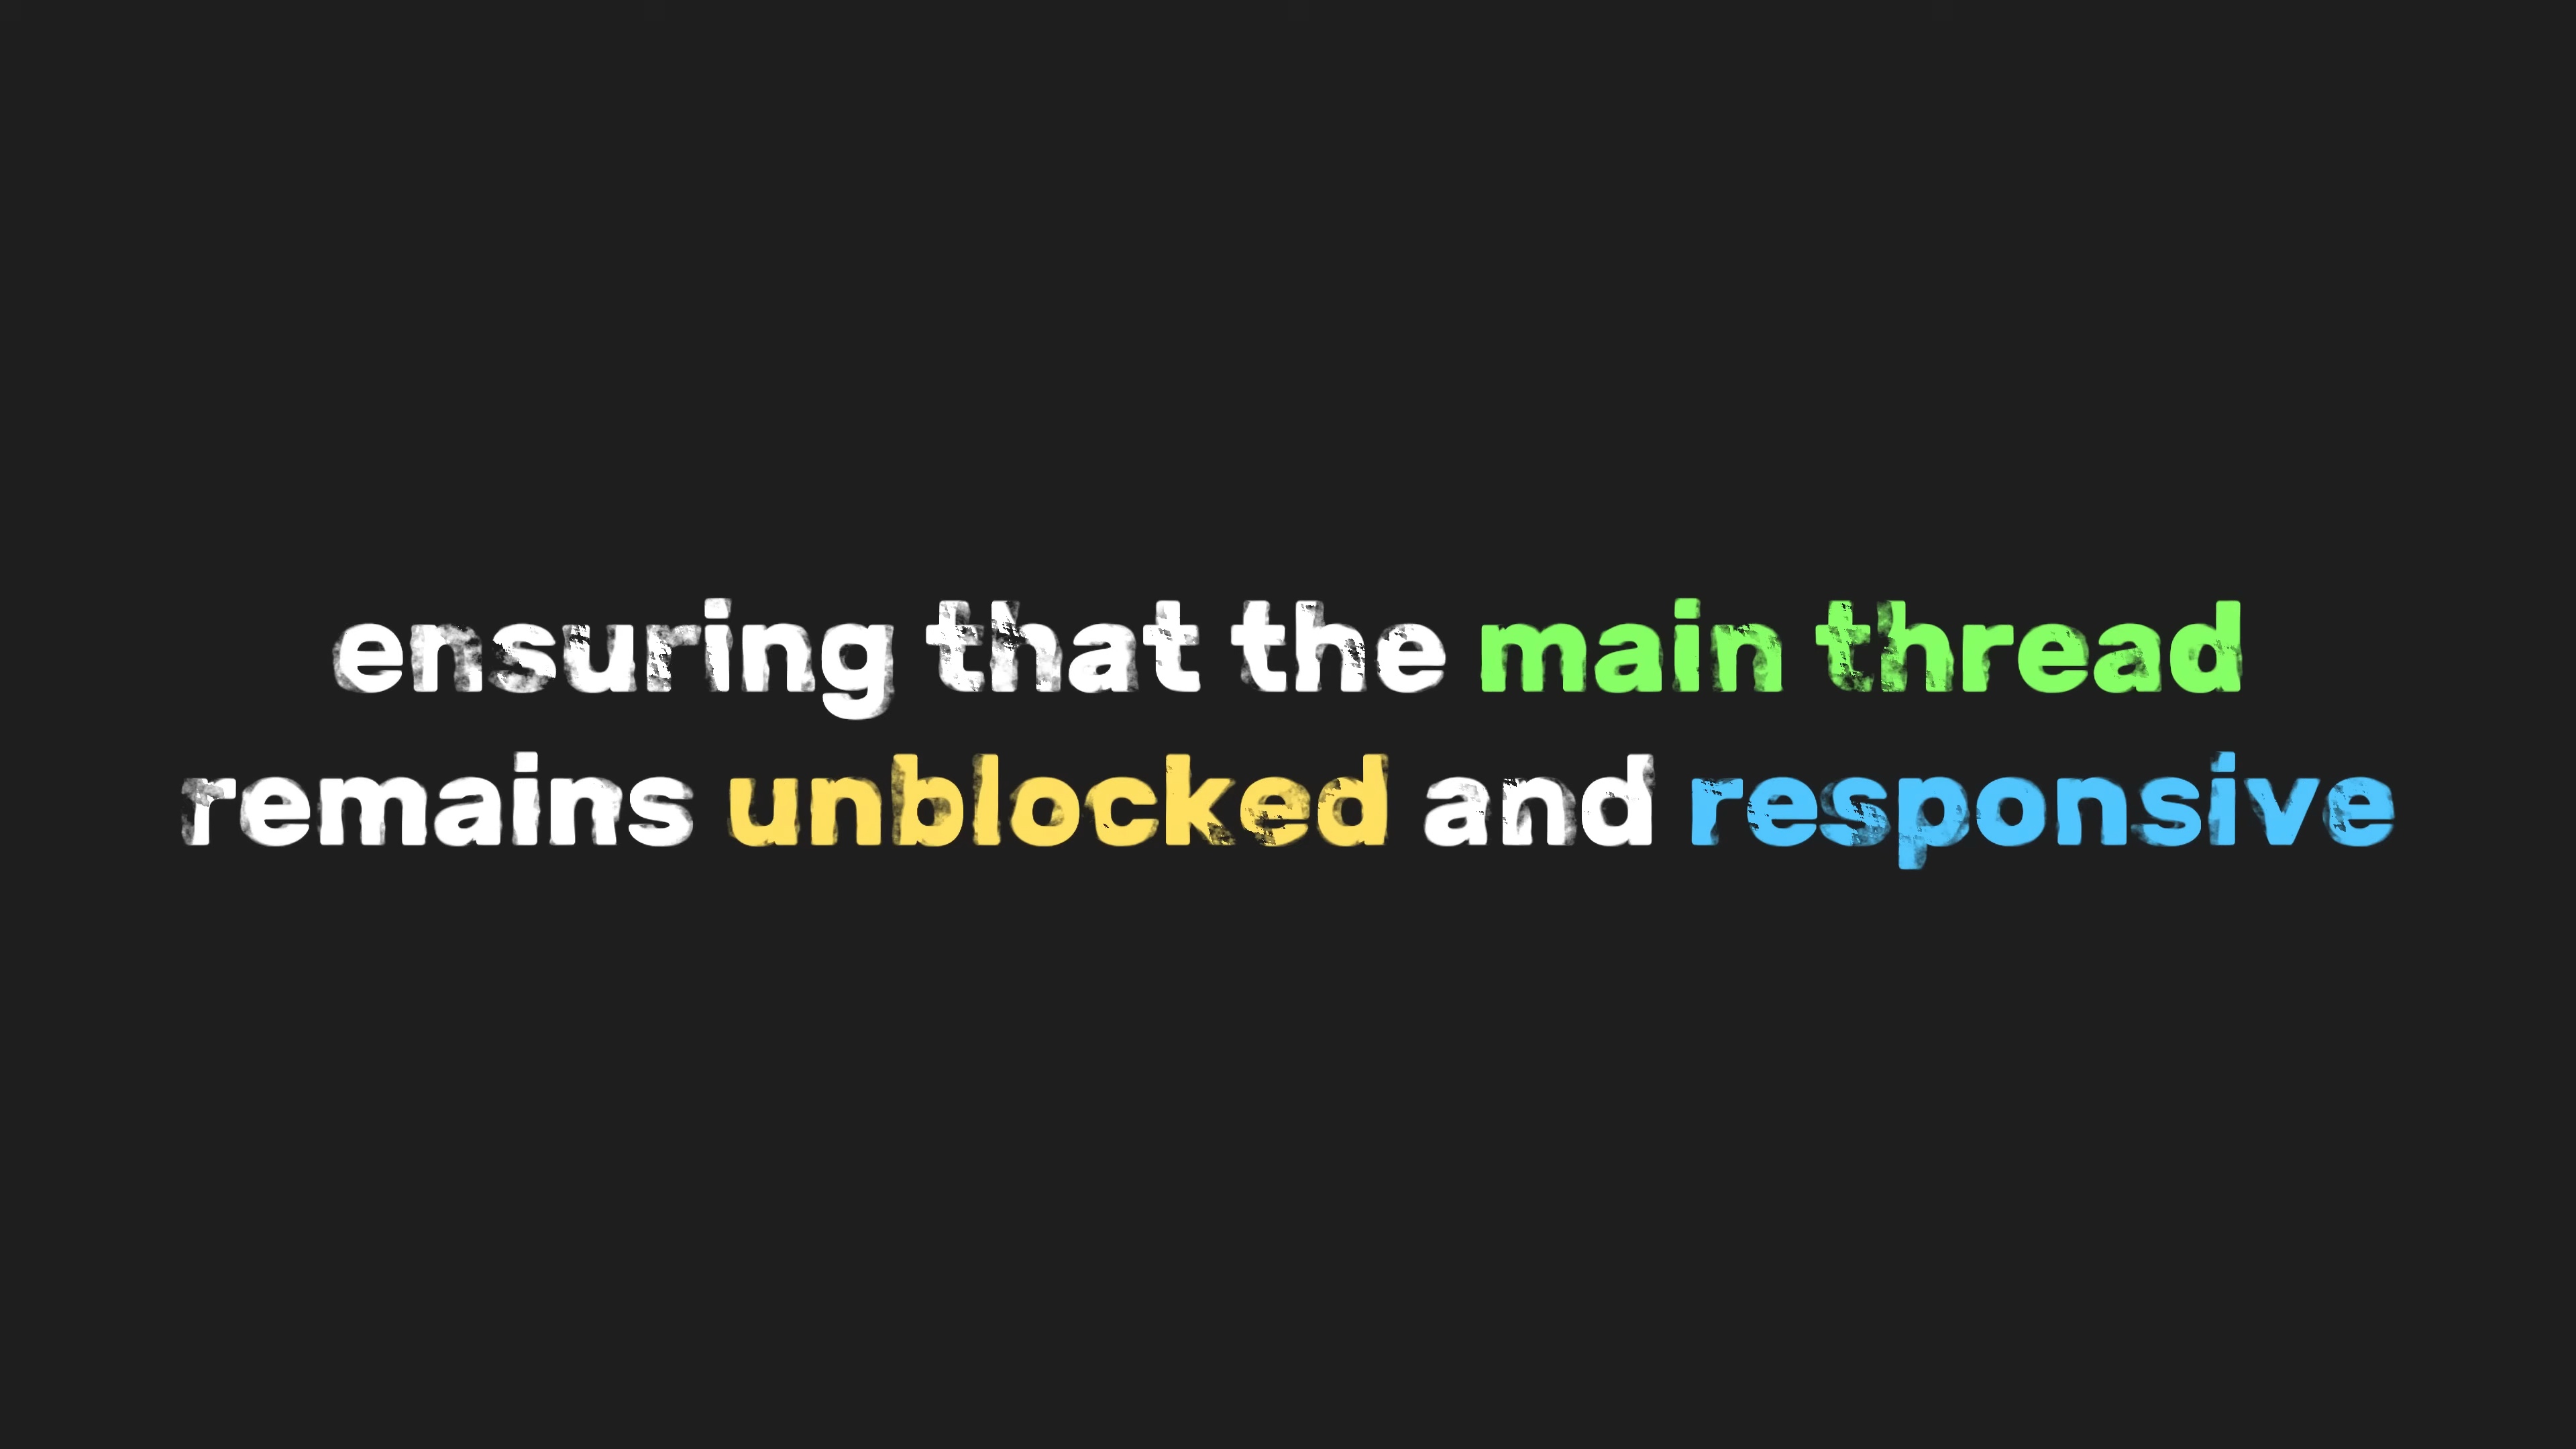 ensuring that the main thread
remains unblocked and responsive